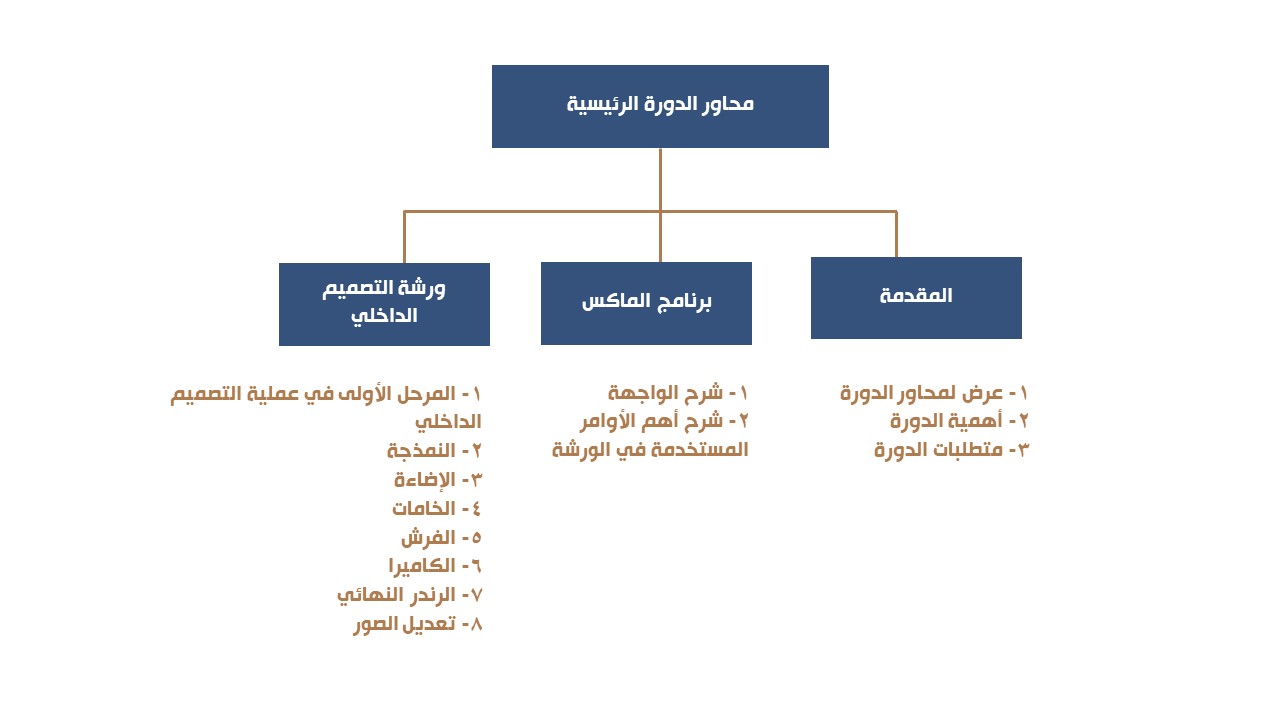 محاور الدورة الرئيسية
المقدمة
١- عرض لمحاور الدورة
٢- أهمية الدورة
٣- متطلبات الدورة
برنامج الماكس
١- شرح الواجهة
٢- شرح أهم الأوامر
المستخدمة في الورشة
ورشة التصميم
الداخلي
١- المرحل الأولى في عملية التصميم
الداخلي
٢- النمذجة
٣- الإضاءة
٤- الخامات
٥- الفرش
٦- الكاميرا
٧- الرندر النهائي
٨- تعديل الصور